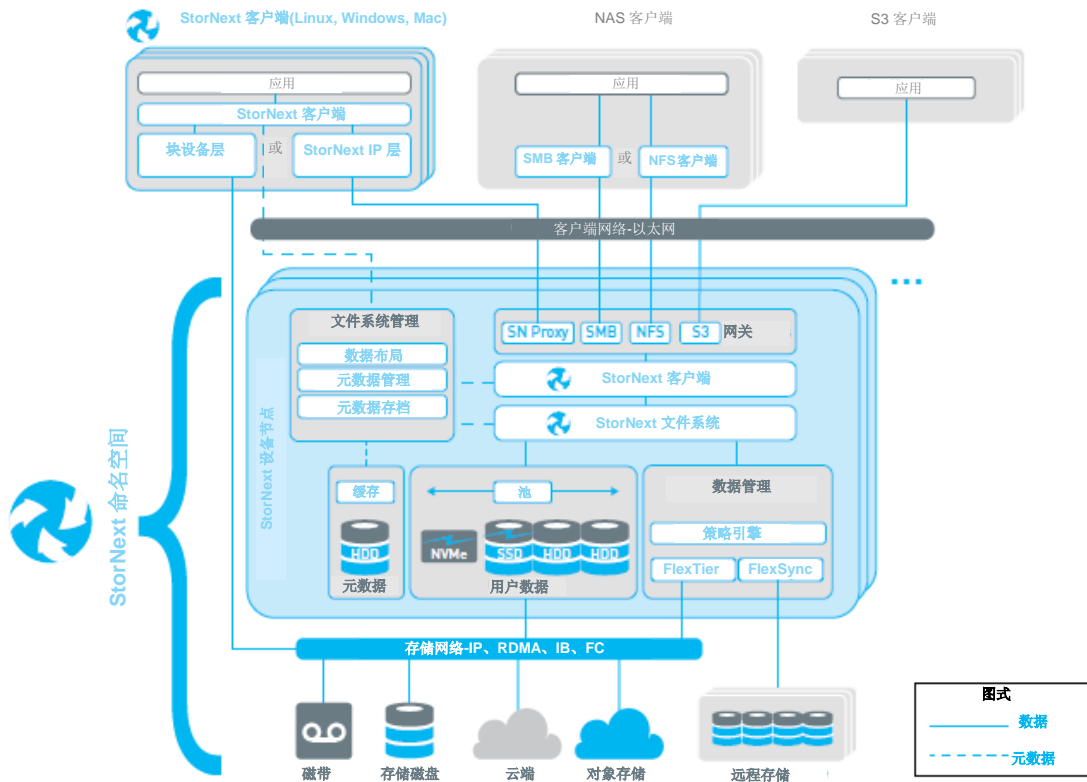 StorNext 客户端(Linux, Windows, Mac)
NAS 客户端
S3 客户端
应用
StorNext 客户端
块设备层
或
StorNext IP 层
应用
SMB 客户端
或
NFS客户端
应用
客户端网络-以太网
StorNext 命名空间
StorNext 设备节点
文件系统管理
数据布局
元数据管理
元数据存档
SN Proxy
SMB
NFS
S3
网关
StorNext 客户端
StorNext 文件系统
缓存
HDD
元数据
池
NVMe
SSD
HDD
HDD
用户数据
数据管理
策略引擎
FlexTier
FlexSync
存储网络-IP、RDMA、IB、FC
磁带
存储磁盘
云端
对象存储
远程存储
图式
数据
元数据